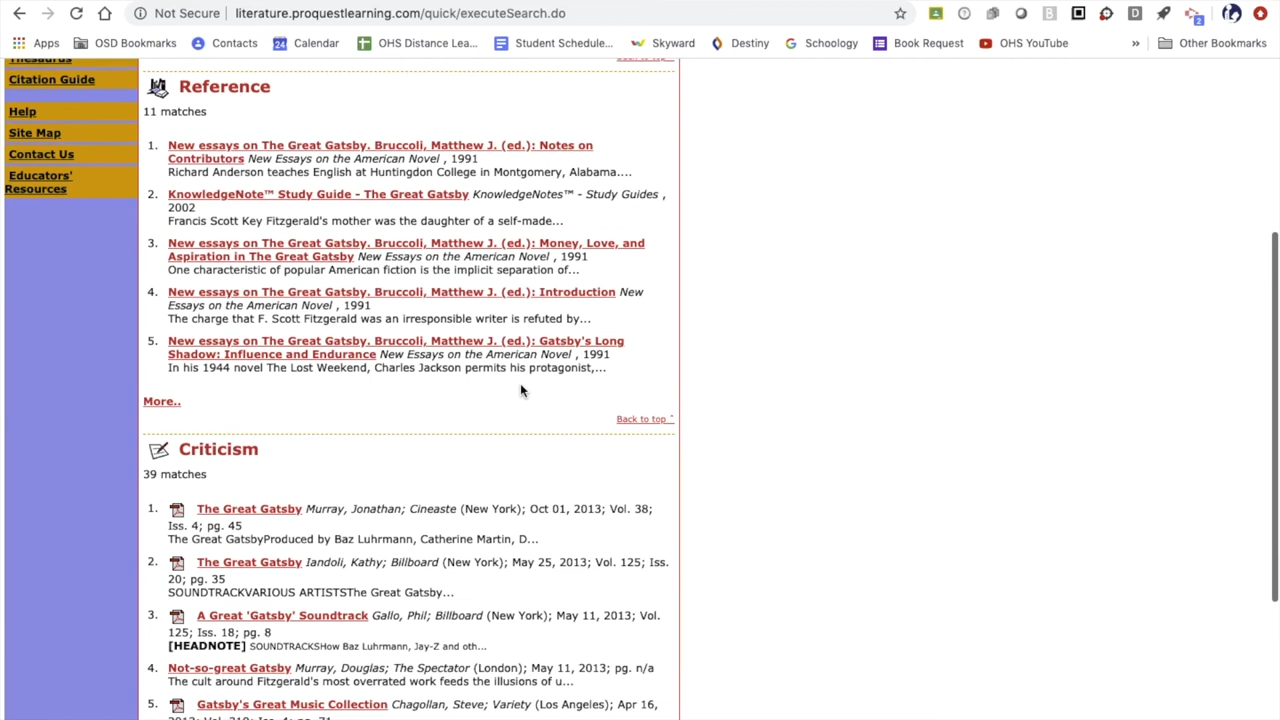 Not Secure literature.proquestlearning.com/quick/executeSearch.do
Apps OSD Bookmarks Contacts 24 Calendar OHS Distance Lea... Student Schedule... Skyward Destiny Schoology Book Request OHS YouTube » Other Bookmarks
Thesaurus
Citation Guide
Help
Site Map
Contact Us
Educators'
Resources
Back to top ^
Reference
11 matches
1. New essays on The Great Gatsby. Bruccoli, Matthew J. (ed.): Notes on
Contributors New Essays on the American Novel , 1991
Richard Anderson teaches English at Huntingdon College in Montgomery, Alabama....
2. KnowledgeNote™ Study Guide - The Great Gatsby KnowledgeNotes™ - Study Guides ,
2002
Francis Scott Key Fitzgerald's mother was the daughter of a self-made...
3. New essays on The Great Gatsby. Bruccoli, Matthew J. (ed.): Money, Love, and
Aspiration in The Great Gatsby New Essays on the American Novel , 1991
One characteristic of popular American fiction is the implicit separation of...
4. New essays on The Great Gatsby. Bruccoli, Matthew J. (ed.): Introduction New
Essays on the American Novel , 1991
The charge that F. Scott Fitzgerald was an irresponsible writer is refuted by...
5. New essays on The Great Gatsby. Bruccoli, Matthew J. (ed.): Gatsby's Long
Shadow: Influence and Endurance New Essays on the American Novel , 1991
In his 1944 novel The Lost Weekend, Charles Jackson permits his protagonist,...
More..
Back to top ^
Criticism
39 matches
1. The Great Gatsby Murray, Jonathan; Cineaste (New York); Oct 01, 2013; Vol. 38;
Iss. 4; pg. 45
The Great GatsbyProduced by Baz Luhrmann, Catherine Martin, D...
2. The Great Gatsby Iandoli, Kathy; Billboard (New York); May 25, 2013; Vol. 125; Iss.
20; pg. 35
SOUNDTRACKVARIOUS ARTISTSThe Great Gatsby...
3. A Great 'Gatsby' Soundtrack Gallo, Phil; Billboard (New York); May 11, 2013; Vol.
125; Iss. 18; pg. 8
[HEADNOTE] SOUNDTRACKSHow Baz Luhrmann, Jay-Z and oth...
4. Not-so-great Gatsby Murray, Douglas; The Spectator (London); May 11, 2013; pg. n/a
The cult around Fitzgerald's most overrated work feeds the illusions of u...
5. Gatsby's Great Music Collection Chagollan, Steve; Variety (Los Angeles); Apr 16,
2013; Vol. 319; Iss. 4; pg. 71